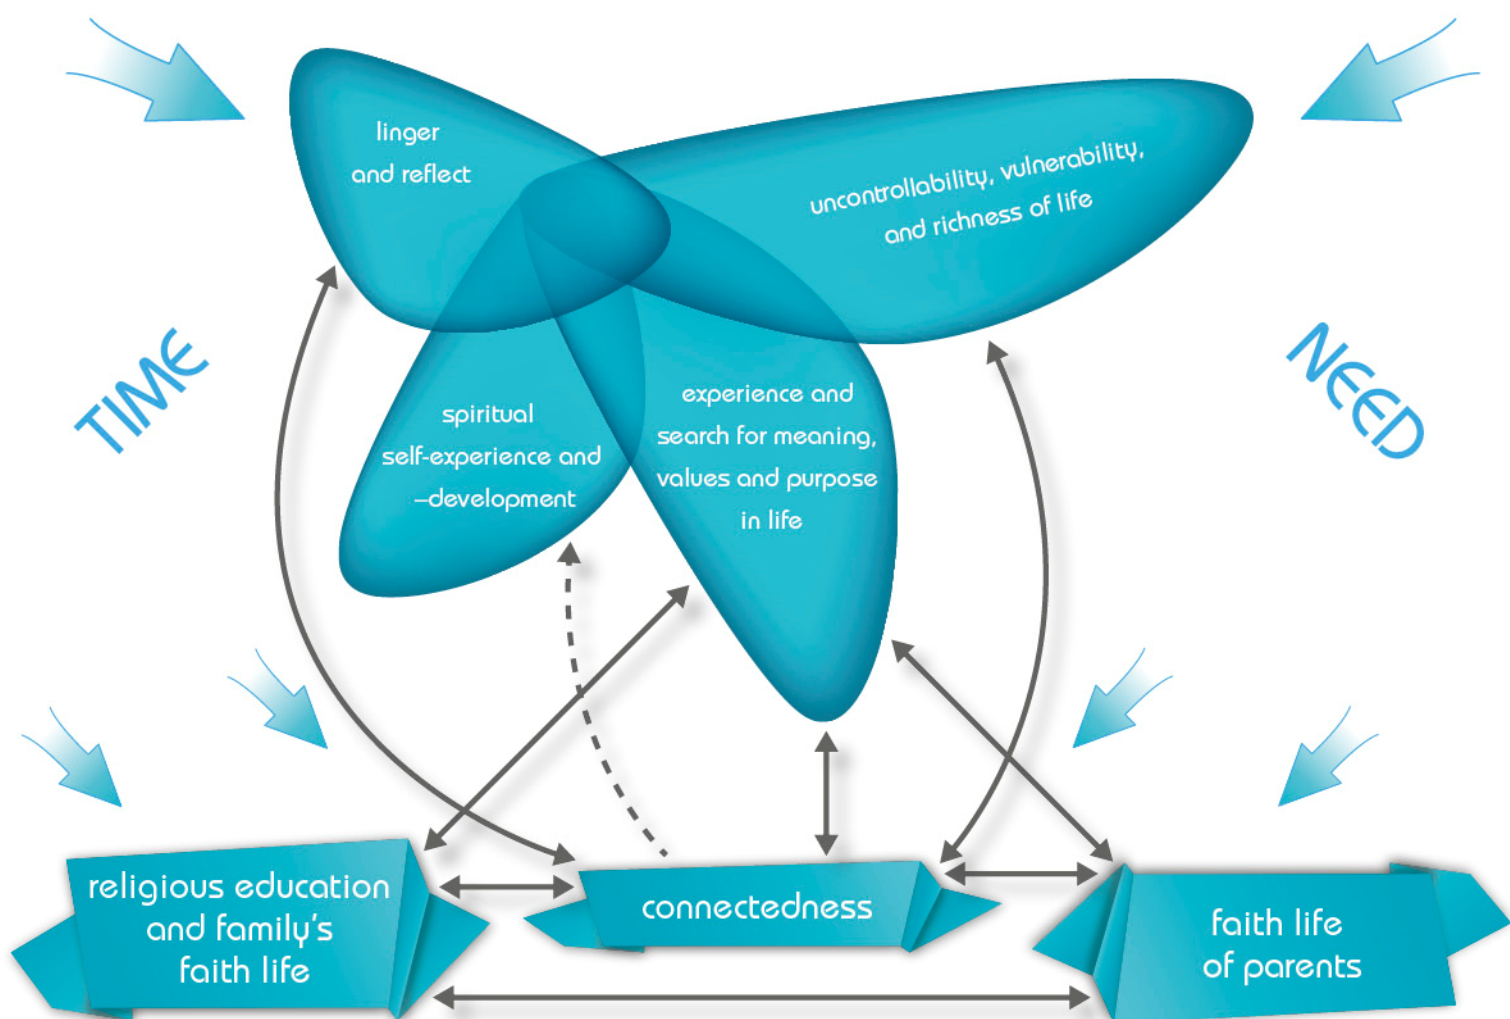 linger
and reflect
uncontrollability, vulnerability,
and richness of life
TIME
NEED
spiritual
self-experience and
–development
experience and
search for meaning,
values and purpose
in life
religious education
and family's
faith life
connectedness
faith life
of parents